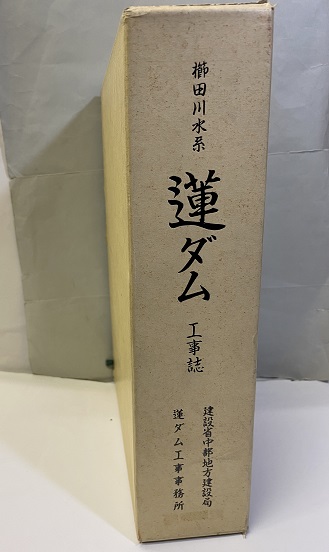 櫛田川水系
蓮ダム
工事誌
建設省中部地方建設局
蓮ダム工事事務所